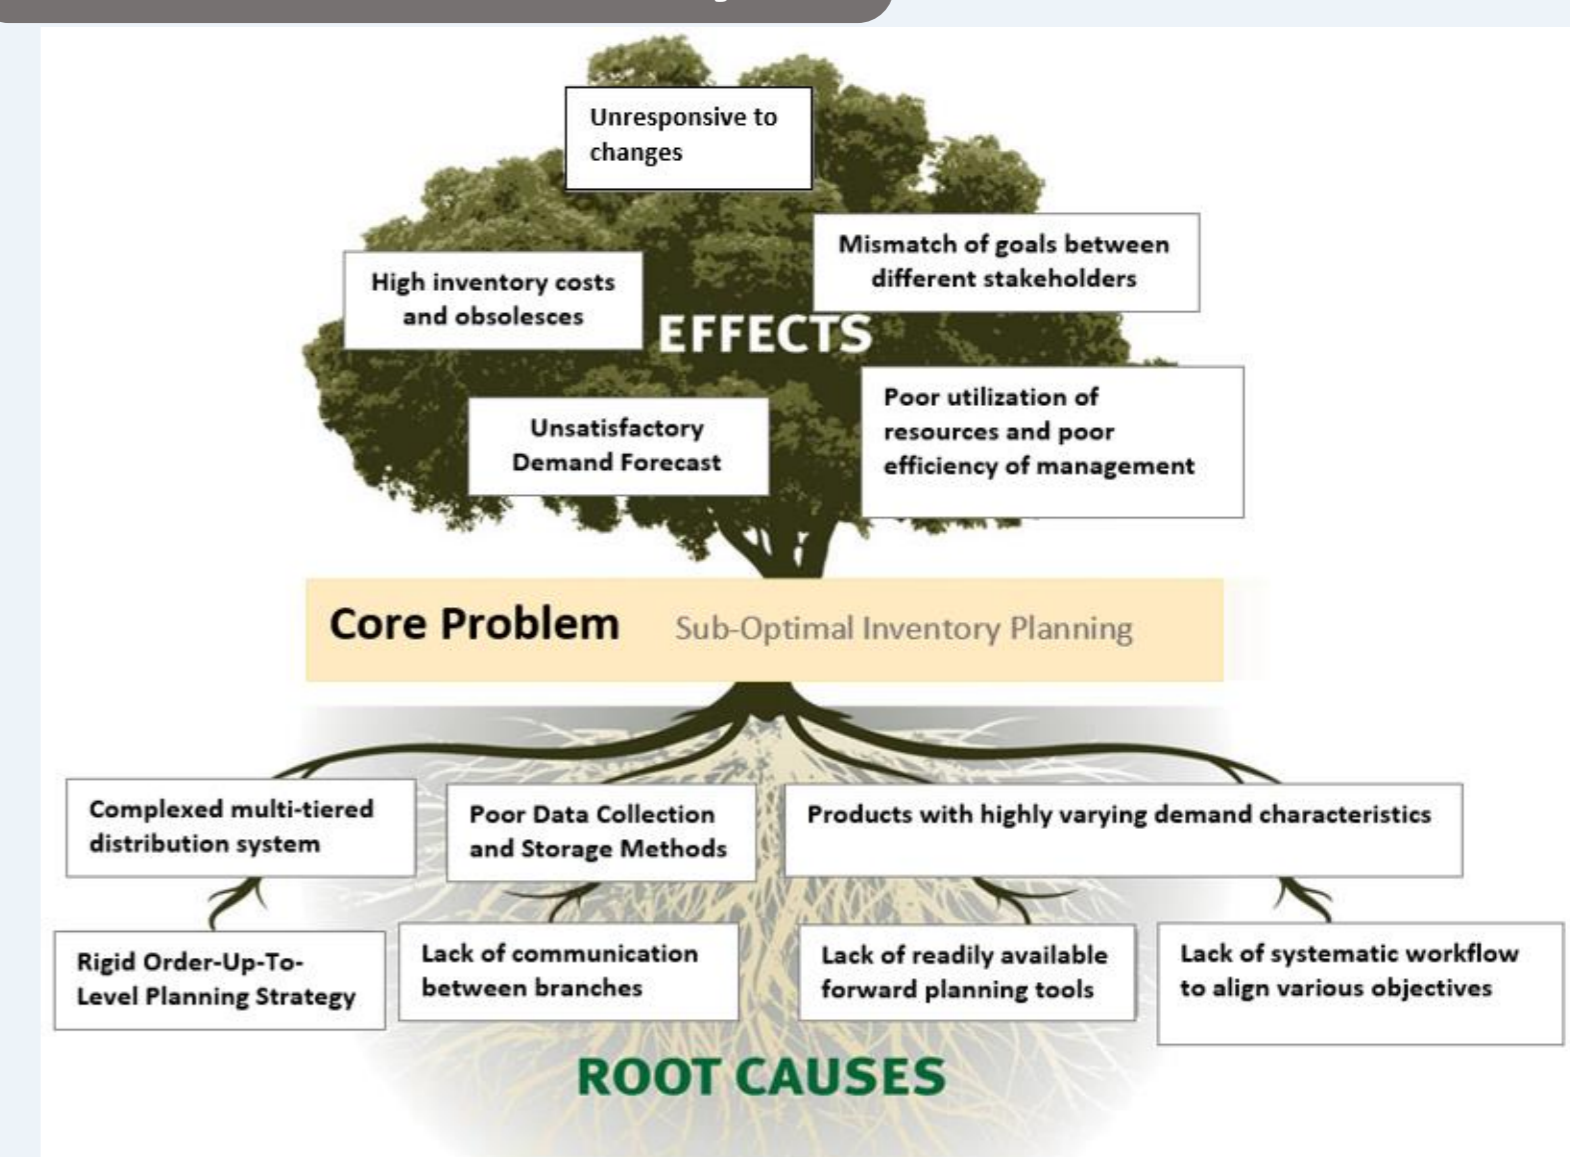 Unresponsive to
changes
Mismatch of goals between
different stakeholders
High inventory costs
and obsolesces
EFFECTS
Poor utilization of
resources and poor
efficiency of management
Unsatisfactory
Demand Forecast
Core Problem Sub-Optimal Inventory Planning
Complexed multi-tiered
distribution system
Poor Data Collection
and Storage Methods
Products with highly varying demand characteristics
Rigid Order-Up-To-
Level Planning Strategy
Lack of communication
between branches
Lack of readily available
forward planning tools
Lack of systematic workflow
to align various objectives
ROOT CAUSES